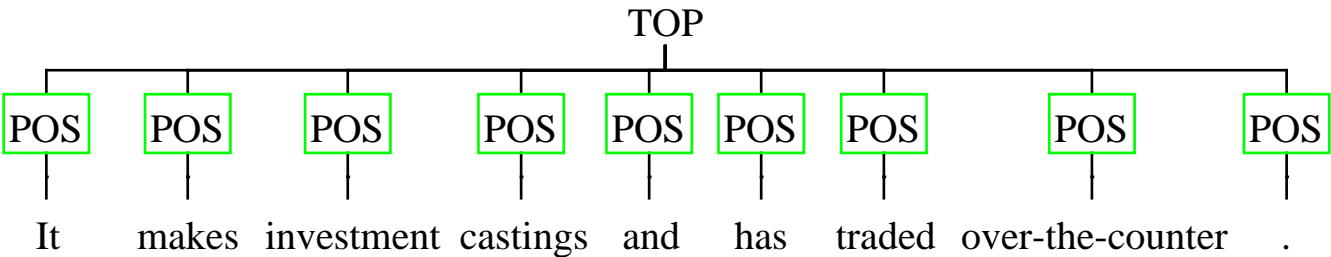 TOP
POS POS POS POS POS POS POS POS POS
It makes investment castings and has traded over-the-counter .